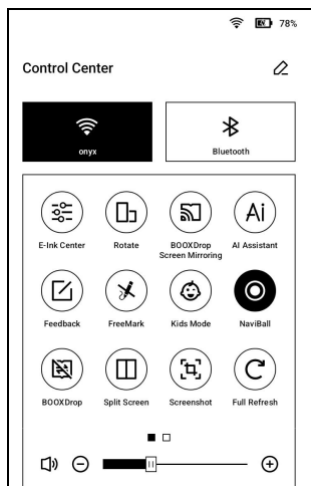 78%
Control Center
onyx
Bluetooth
E-Ink Center
Rotate
BOOXDrop
Screen Mirroring
AI Assistant
Ai
Feedback
FreeMark
Kids Mode
NaviBall
BOOXDrop
Split Screen
Screenshot
Full Refresh